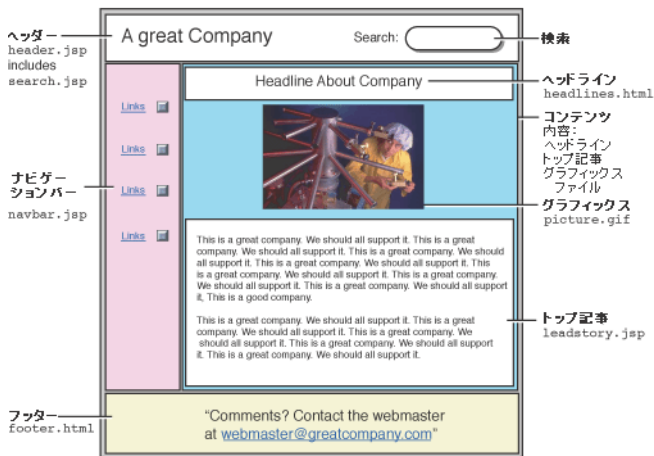 ヘッダー
header.jsp
includes
search.jsp
A great Company
Search:
検索
Headline About Company
ヘッドライン
headlines.html
コンテンツ
内容:
ヘッドライン
トップ記事
グラフィックス
ファイル
グラフィックス
picture.gif
Links
Links
Links
Links
ナビゲー
ションバー
navbar.jsp
This is a great company. We should all support it. This is a great
company. We should all support it. This is a great company. We should
all support it. This is a great company. We should all support it. This
is a great company. We should all support it. This is a great company.
We should all support it. This is a great company. We should all support
it, This is a good company.
This is a great company. We should all support it. This is a great
company. We should all support it. This is a great company. We
should all support it. This is a great company. We should all support
it. This is a great company. We should all support it.
トップ記事
leadstory.jsp
フッター
footer.html
“Comments? Contact the webmaster
at webmaster@greatcompany.com”